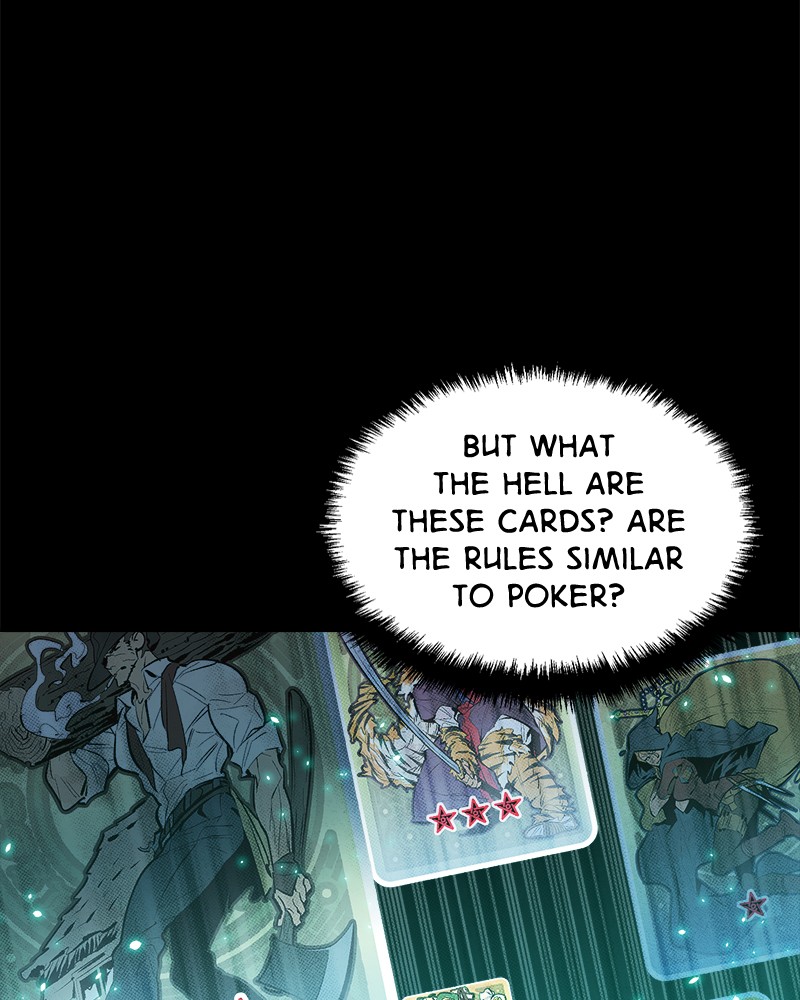 BUT WHAT
THE HELL ARE
THESE CARDS? ARE
THE RULES SIMILAR
TO POKER?